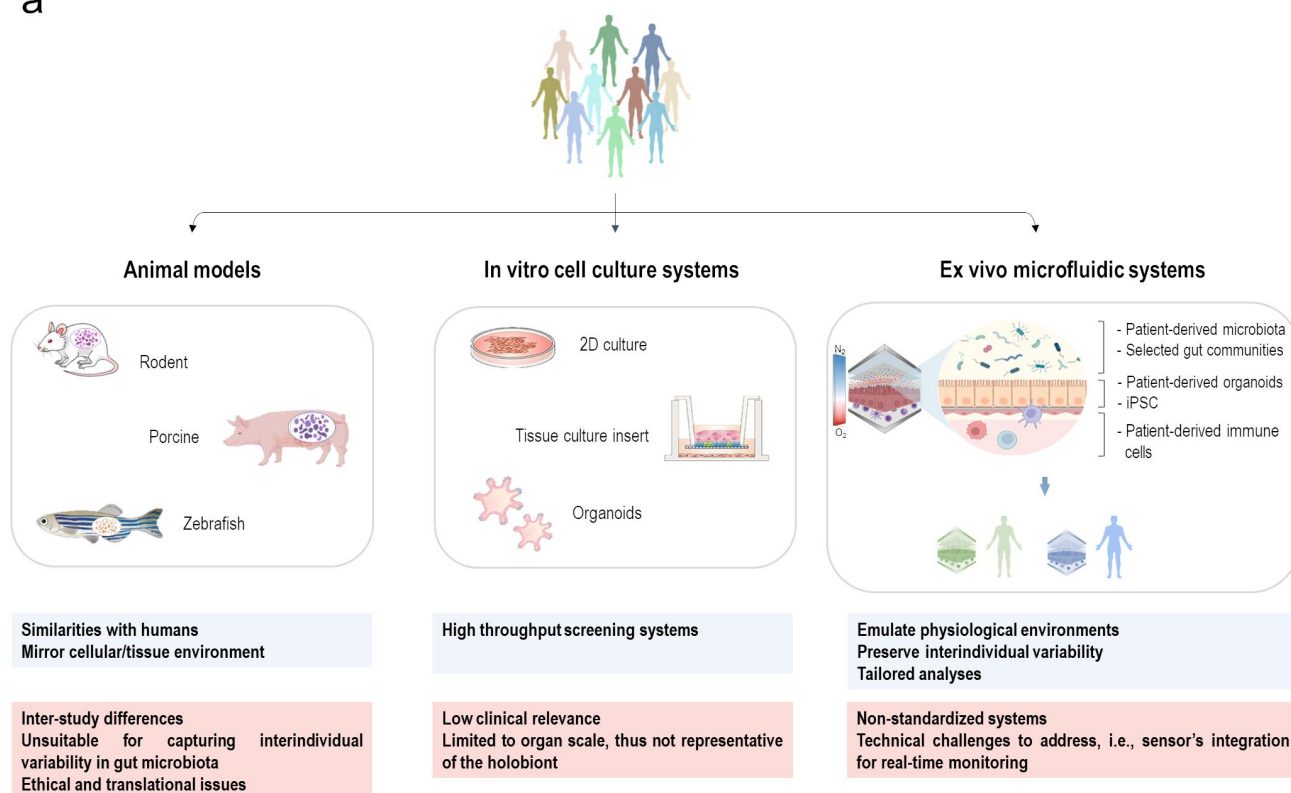 a
Animal models
Rodent
Porcine
Zebrafish
Similarities with humans
Mirror cellular/tissue environment
Inter-study differences
Unsuitable for capturing interindividual
variability in gut microbiota
Ethical and translational issues
In vitro cell culture systems
2D culture
Tissue culture insert
Organoids
High throughput screening systems
Low clinical relevance
Limited to organ scale, thus not representative
of the holobiont
Ex vivo microfluidic systems
N₂
O₂
- Patient-derived microbiota
- Selected gut communities
- Patient-derived organoids
- iPSC
- Patient-derived immune
cells
Emulate physiological environments
Preserve interindividual variability
Tailored analyses
Non-standardized systems
Technical challenges to address, i.e., sensor's integration
for real-time monitoring